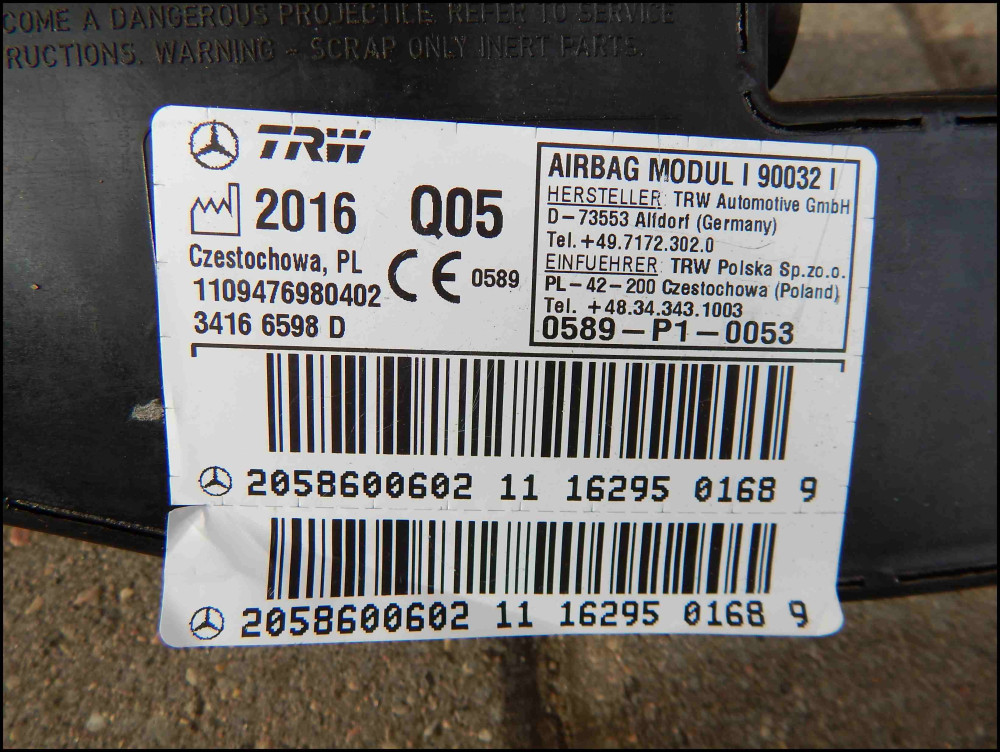 COME A DANGEROUS PROJECTILE. REFER TO SERVICE
RUCTIONS. WARNING - SCRAP ONLY INERT PARTS.
TRW
2016 Q05
Czestochowa, PL
CE 0589
1109476980402
3416 6598 D
AIRBAG MODUL I 90032 I
HERSTELLER: TRW Automotive GmbH
D-73553 Alfdorf (Germany)
Tel.+49.7172.302.0
EINFUEHRER: TRW Polska Sp.zo.o.
PL-42-200 Czestochowa (Poland)
Tel. +48.34.343.1003
0589-P1-0053
2058600602 11 16295 0168 9
2058600602 11 16295 0168 9